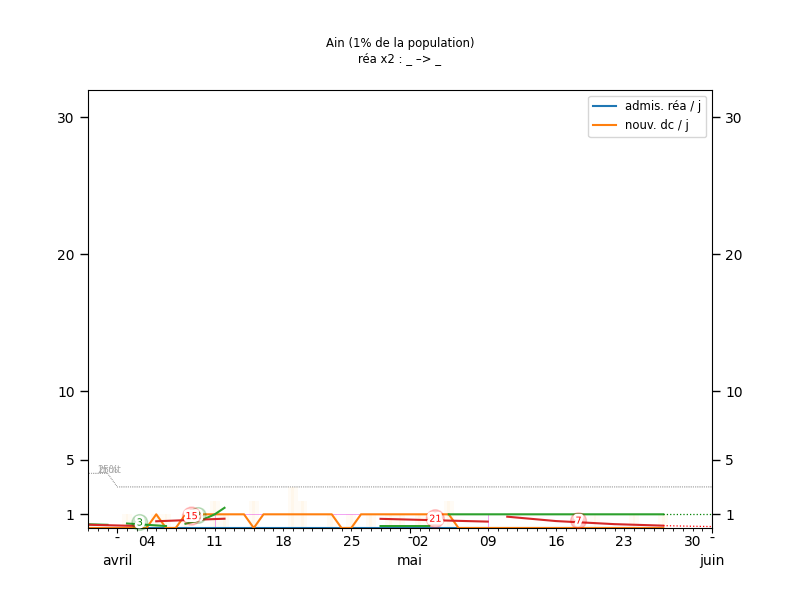 Ain (1% de la population)
réa x2 : _ –> _
admis. réa / j
nouv. dc / j
30 30
20 20
10 10
5 5
1 1
3 15 21 7
- 04 11 18 25 - 02 09 16 23 30 -
avril mai juin